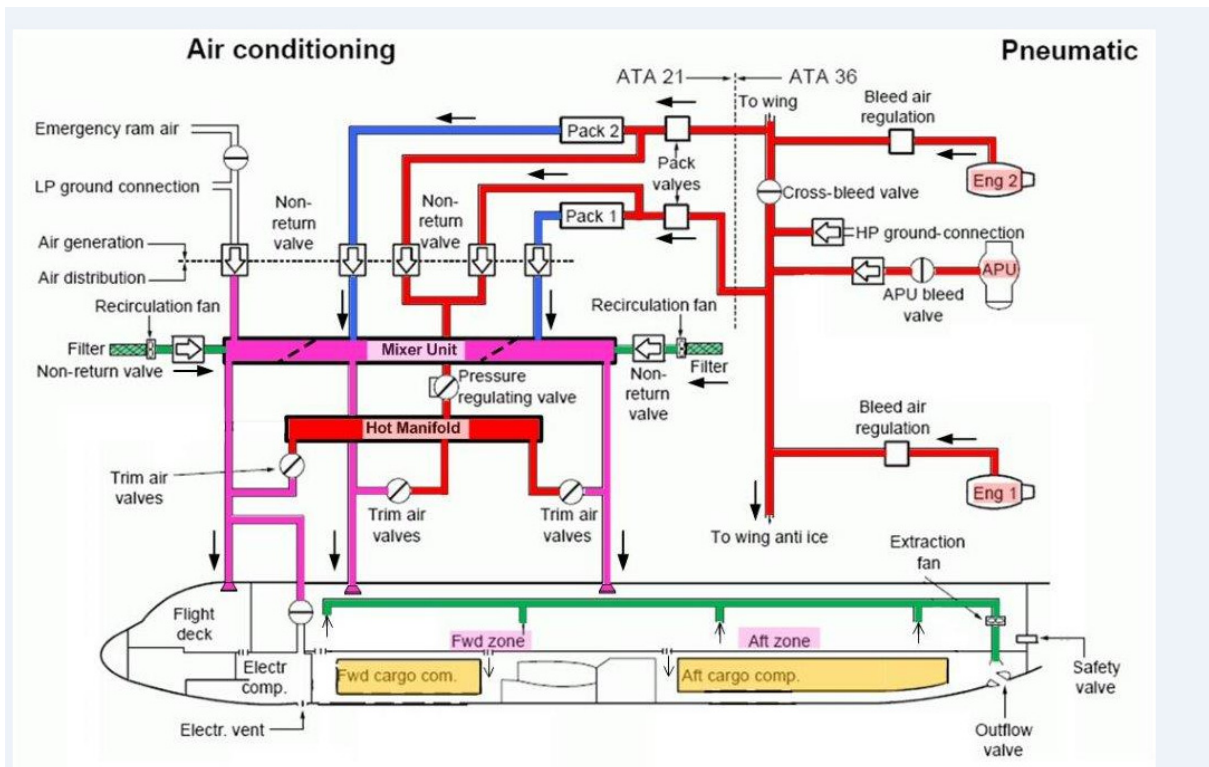 Air conditioning
Pneumatic
ATA 21
ATA 36
To wing
Bleed air
regulation
Emergency ram air
Pack 2
Pack
valves
Eng 2
LP ground connection
Cross-bleed valve
Non-
return
valve
Non-
return
valve
Pack 1
HP ground-connection
Air generation
APU
Air distribution
APU bleed
valve
Recirculation fan
Recirculation fan
Filter
Mixer Unit
Filter
Non-return valve
Non-
return
valve
Pressure
regulating valve
Hot Manifold
Bleed air
regulation
Trim air
valves
Eng 1
Trim air
valves
Trim air
valves
To wing anti ice
Extraction
fan
Flight
deck
Fwd zone
Aft zone
Electr
comp.
Fwd cargo com.
Aft cargo comp.
Safety
valve
Electr. vent
Outflow
valve